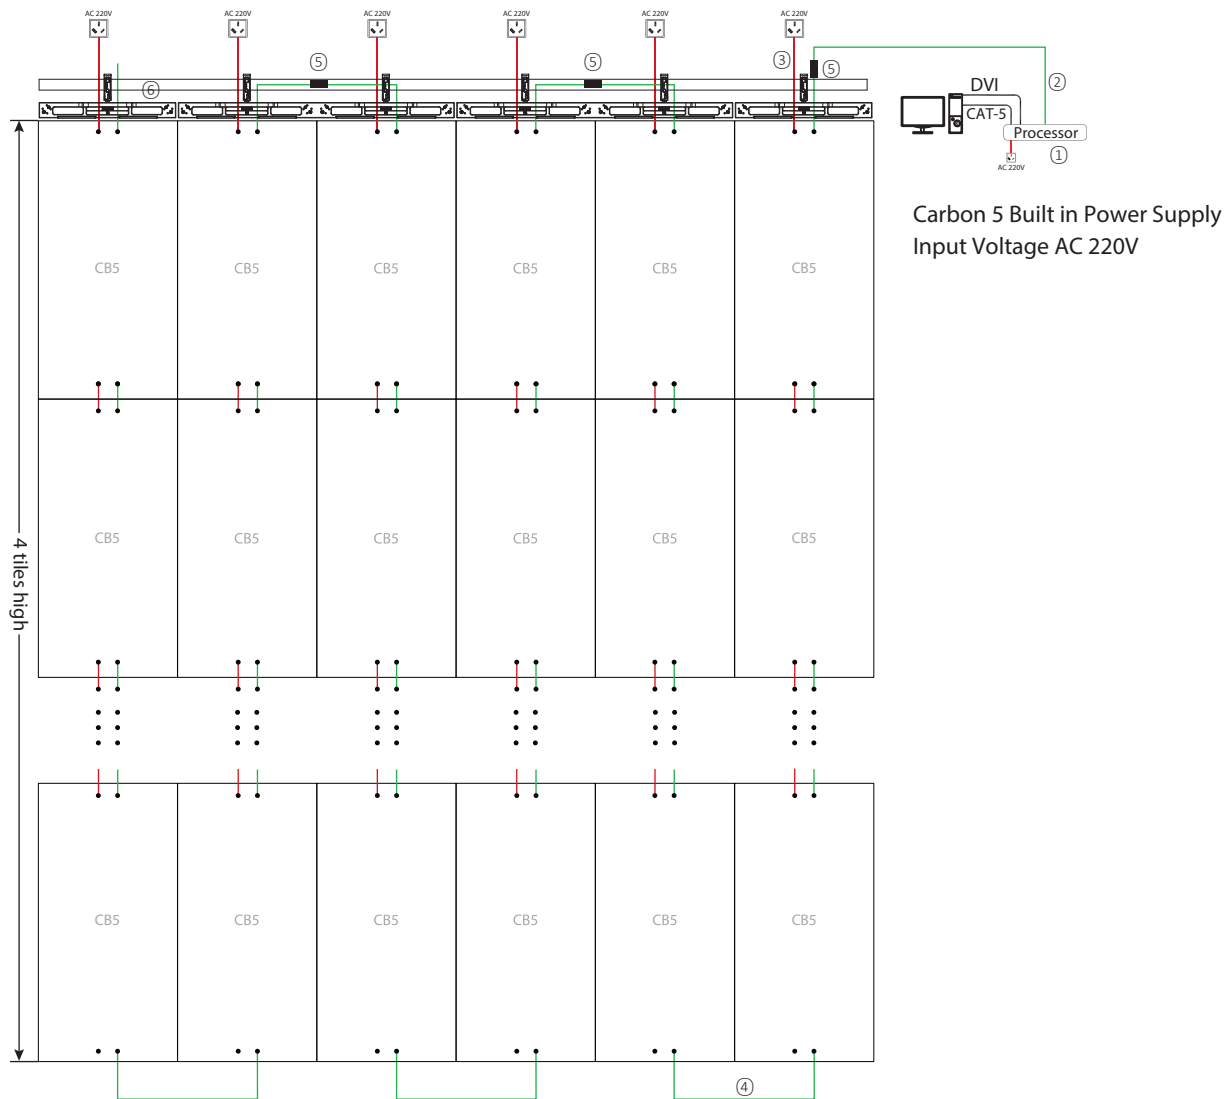 AC 220V
AC 220V
AC 220V
AC 220V
AC 220V
AC 220V
⑤
⑤
③
⑤
②
⑥
DVI
CAT-5
Processor
①
AC 220V
Carbon 5 Built in Power Supply
Input Voltage AC 220V
CB5
CB5
CB5
CB5
CB5
CB5
CB5
CB5
CB5
CB5
CB5
CB5
4 tiles high
CB5
CB5
CB5
CB5
CB5
CB5
④